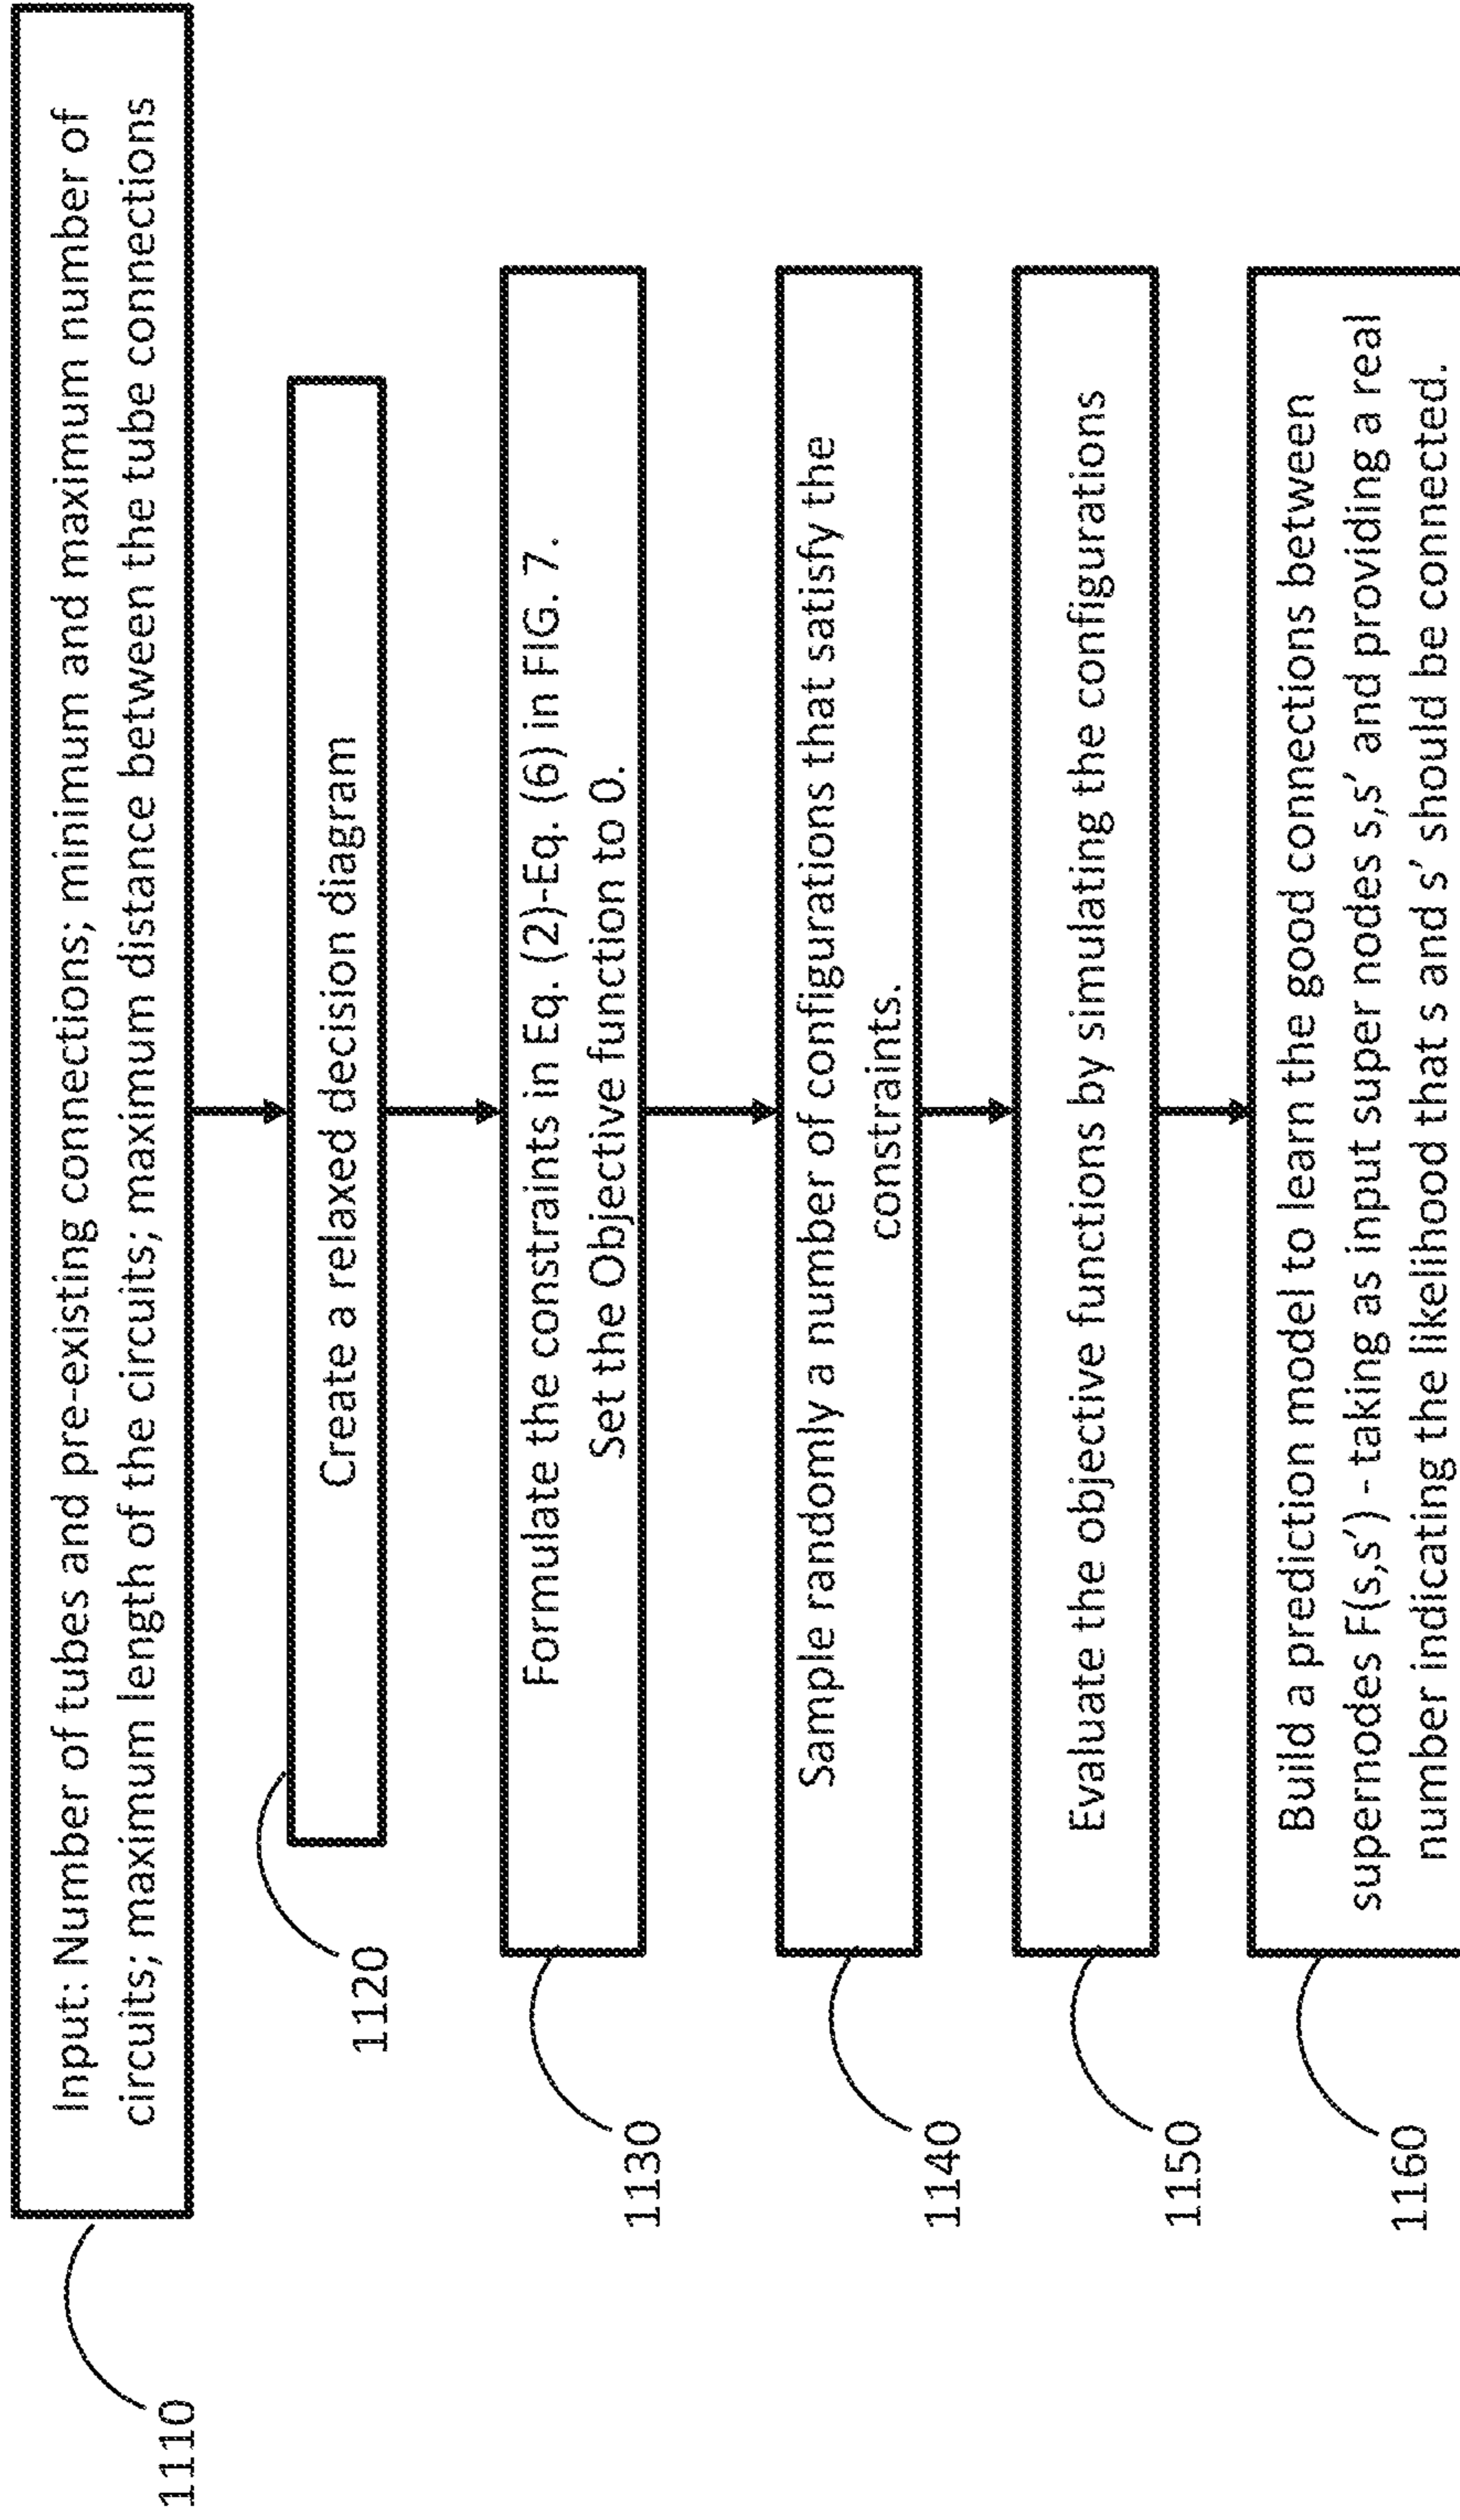 1110
Input: Number of tubes and pre-existing connections; minimum and maximum number of
circuits; maximum length of the circuits; maximum distance between the tube connections
1120
Create a relaxed decision diagram
1130
Formulate the constraints in Eq. (2)-Eq. (6) in FIG. 7.
Set the Objective function to 0.
1140
Sample randomly a number of configurations that satisfy the
constraints.
1150
Evaluate the objective functions by simulating the configurations
1160
Build a prediction model to learn the good connections between
supernodes F(s,s′) - taking as input super nodes s,s′ and providing a real
number indicating the likelihood that s and s′ should be connected.